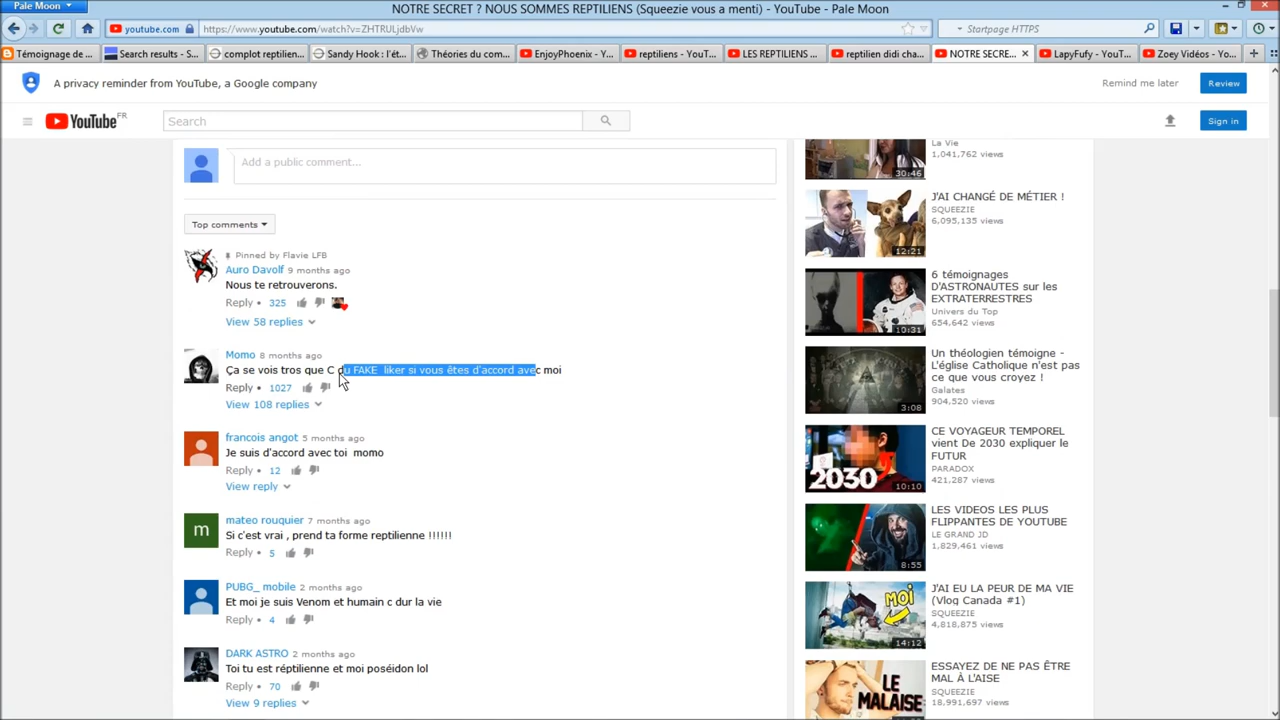 Pale Moon
NOTRE SECRET ? NOUS SOMMES REPTILIENS (Squeezie vous a menti) - YouTube - Pale Moon
youtube.com
https://www.youtube.com/watch?v=ZHTRULjdbVw
Startpage HTTPS
Témoignage de ...
Search results - S...
complot reptilien...
Sandy Hook : l'ét...
Théories du com...
EnjoyPhoenix - Y...
reptiliens - YouT...
LES REPTILIENS ...
reptilien didi cha...
NOTRE SECRE...
LapyFufy - YouT...
Zoey Vidéos - Yo...
A privacy reminder from YouTube, a Google company
Remind me later
Review
YouTube FR
Search
Sign in
Add a public comment...
Top comments
Pinned by Flavie LFB
Auro Davolf 9 months ago
Nous te retrouverons.
Reply • 325
View 58 replies
Momo 8 months ago
Ça se vois tros que C du FAKE liker si vous êtes d'accord avec moi
Reply • 1027
View 108 replies
francois angot 5 months ago
Je suis d'accord avec toi momo
Reply • 12
View reply
m
mateo rouquier 7 months ago
Si c'est vrai , prend ta forme reptilienne !!!!!!
Reply • 5
PUBG_ mobile 2 months ago
Et moi je suis Venom et humain c dur la vie
Reply • 4
DARK ASTRO 2 months ago
Toi tu est réptilienne et moi poséidon lol
Reply • 70
View 9 replies
La Vie
1,041,762 views
30:46
J'AI CHANGÉ DE MÉTIER !
SQUEEZIE
6,095,135 views
12:21
6 témoignages
D'ASTRONAUTES sur les
EXTRATERRESTRES
Univers du Top
654,642 views
10:31
Un théologien témoigne -
L'église Catholique n'est pas
ce que vous croyez !
Galates
904,520 views
3:08
CE VOYAGEUR TEMPOREL
vient De 2030 expliquer le
FUTUR
PARADOX
421,287 views
2030
10:10
LES VIDEOS LES PLUS
FLIPPANTES DE YOUTUBE
LE GRAND JD
1,829,461 views
8:55
J'AI EU LA PEUR DE MA VIE
(Vlog Canada #1)
SQUEEZIE
4,818,875 views
MOI
14:12
ESSAYEZ DE NE PAS ÊTRE
MAL À L'AISE
SQUEEZIE
18,991,697 views
LE
MALAISE